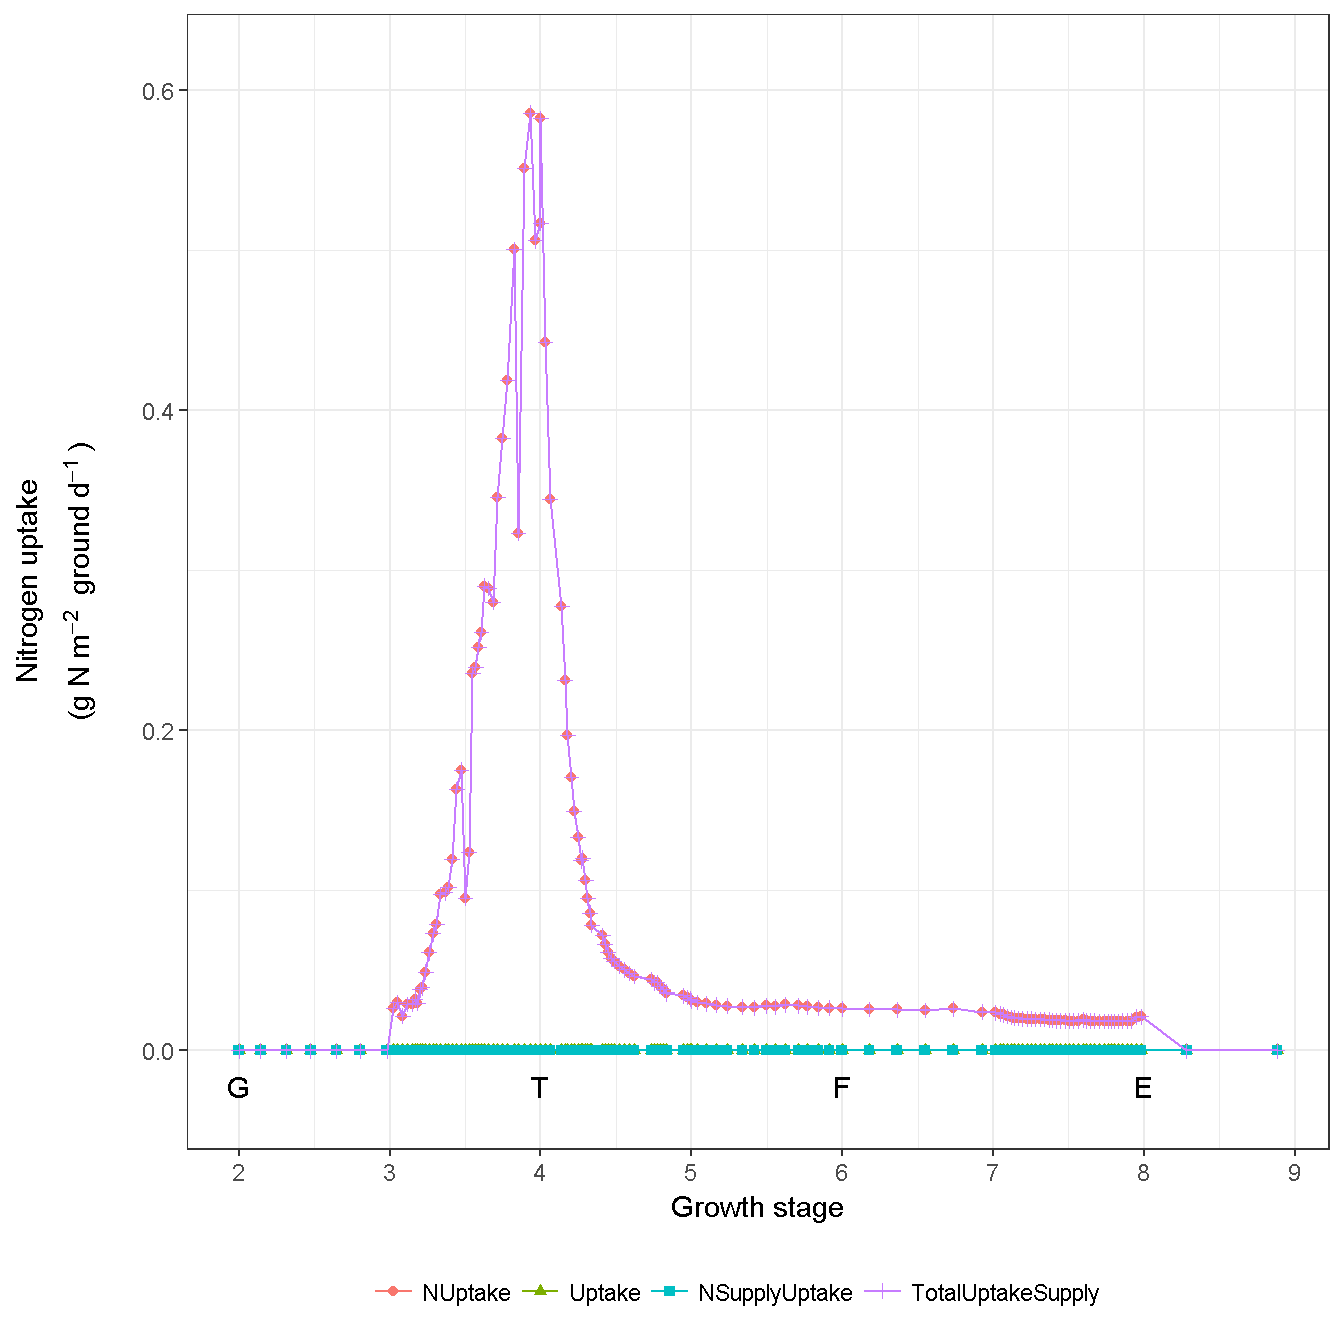 Nitrogen uptake
(g N m⁻² ground d⁻¹)
0.6
0.4
0.2
0.0
G T F E
2 3 4 5 6 7 8 9
Growth stage
NUptake Uptake NSupplyUptake TotalUptakeSupply